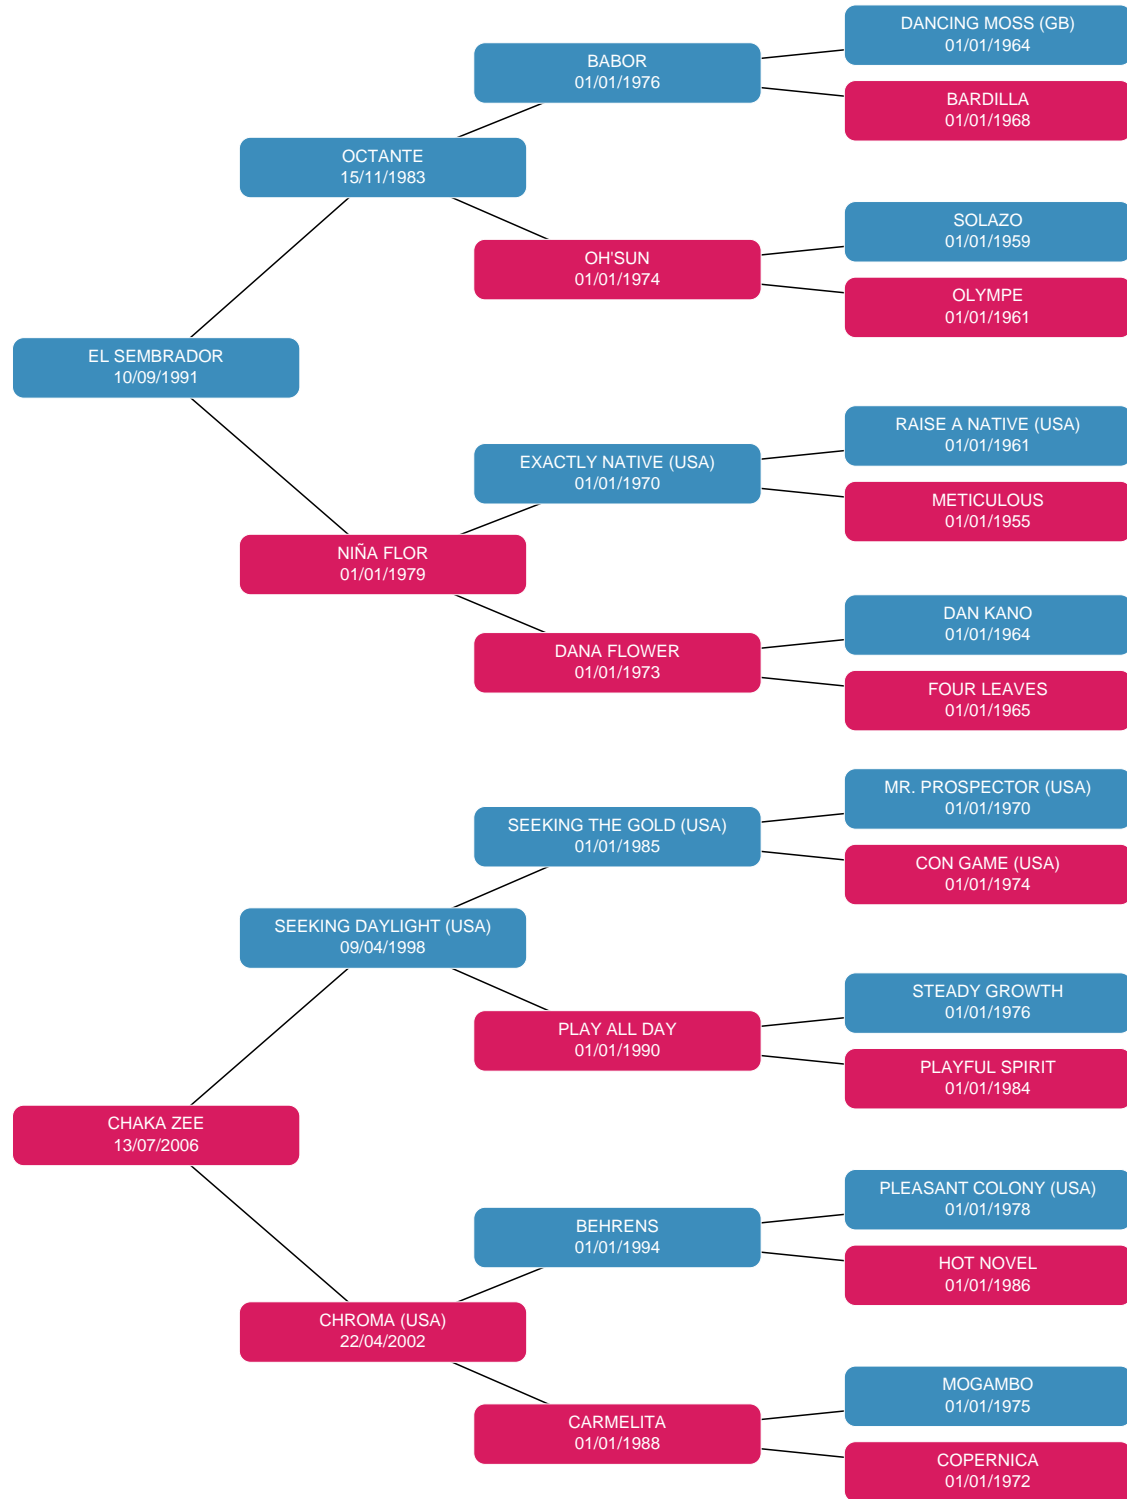 DANCING MOSS (GB)
01/01/1964
BABOR
01/01/1976
BARDILLA
01/01/1968
OCTANTE
15/11/1983
SOLAZO
01/01/1959
OH'SUN
01/01/1974
OLYMPE
01/01/1961
EL SEMBRADOR
10/09/1991
RAISE A NATIVE (USA)
01/01/1961
EXACTLY NATIVE (USA)
01/01/1970
METICULOUS
01/01/1955
NIÑA FLOR
01/01/1979
DAN KANO
01/01/1964
DANA FLOWER
01/01/1973
FOUR LEAVES
01/01/1965
MR. PROSPECTOR (USA)
01/01/1970
SEEKING THE GOLD (USA)
01/01/1985
CON GAME (USA)
01/01/1974
SEEKING DAYLIGHT (USA)
09/04/1998
STEADY GROWTH
01/01/1976
PLAY ALL DAY
01/01/1990
PLAYFUL SPIRIT
01/01/1984
CHAKA ZEE
13/07/2006
PLEASANT COLONY (USA)
01/01/1978
BEHRENS
01/01/1994
HOT NOVEL
01/01/1986
CHROMA (USA)
22/04/2002
MOGAMBO
01/01/1975
CARMELITA
01/01/1988
COPERNICA
01/01/1972